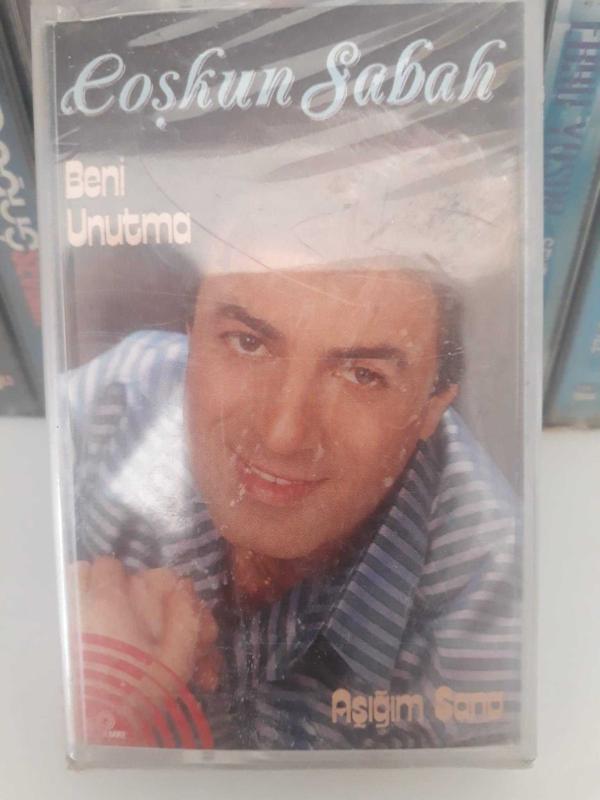 Coşkun Sabah
Beni
Unutma
Aşığım Sana